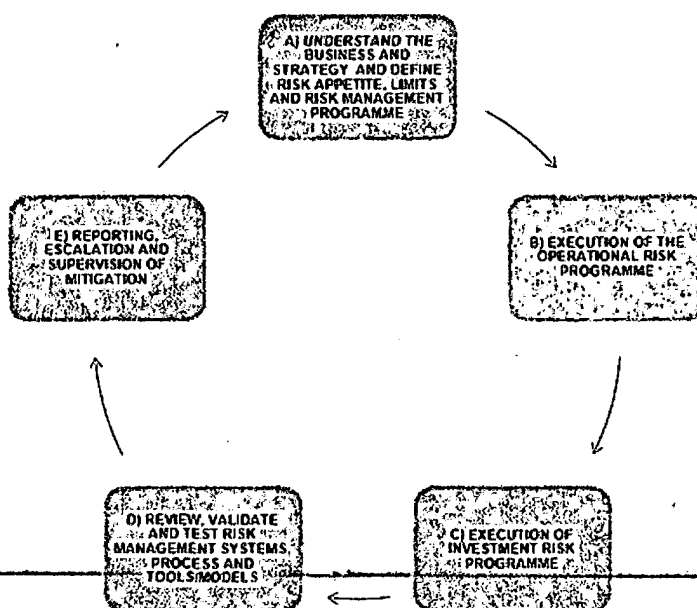 A) UNDERSTAND THE
BUSINESS AND
STRATEGY AND DEFINE
RISK APPETITE, LIMITS
AND RISK MANAGEMENT
PROGRAMME
B) EXECUTION OF THE
OPERATIONAL RISK
PROGRAMME
C) EXECUTION OF
INVESTMENT RISK
PROGRAMME
D) REVIEW, VALIDATE
AND TEST RISK
MANAGEMENT SYSTEMS,
PROCESS AND
TOOLS/MODELS
E) REPORTING,
ESCALATION AND
SUPERVISION OF
MITIGATION